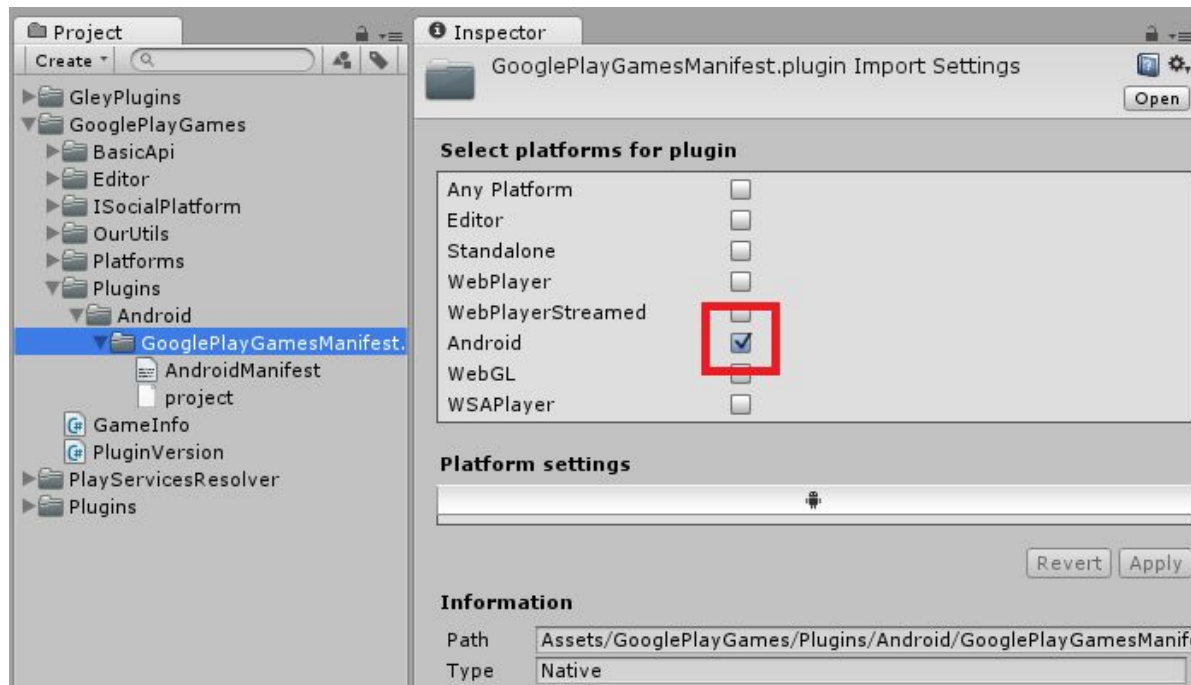 Project
Create
GleyPlugins
GooglePlayGames
BasicApi
Editor
ISocialPlatform
OurUtils
Platforms
Plugins
Android
GooglePlayGamesManifest.
AndroidManifest
project
GameInfo
PluginVersion
PlayServicesResolver
Plugins
Inspector
GooglePlayGamesManifest.plugin Import Settings
Open
Select platforms for plugin
Any Platform
Editor
Standalone
WebPlayer
WebPlayerStreamed
Android
WebGL
WSAPlayer
Platform settings
Revert Apply
Information
Path Assets/GooglePlayGames/Plugins/Android/GooglePlayGamesManif
Type Native